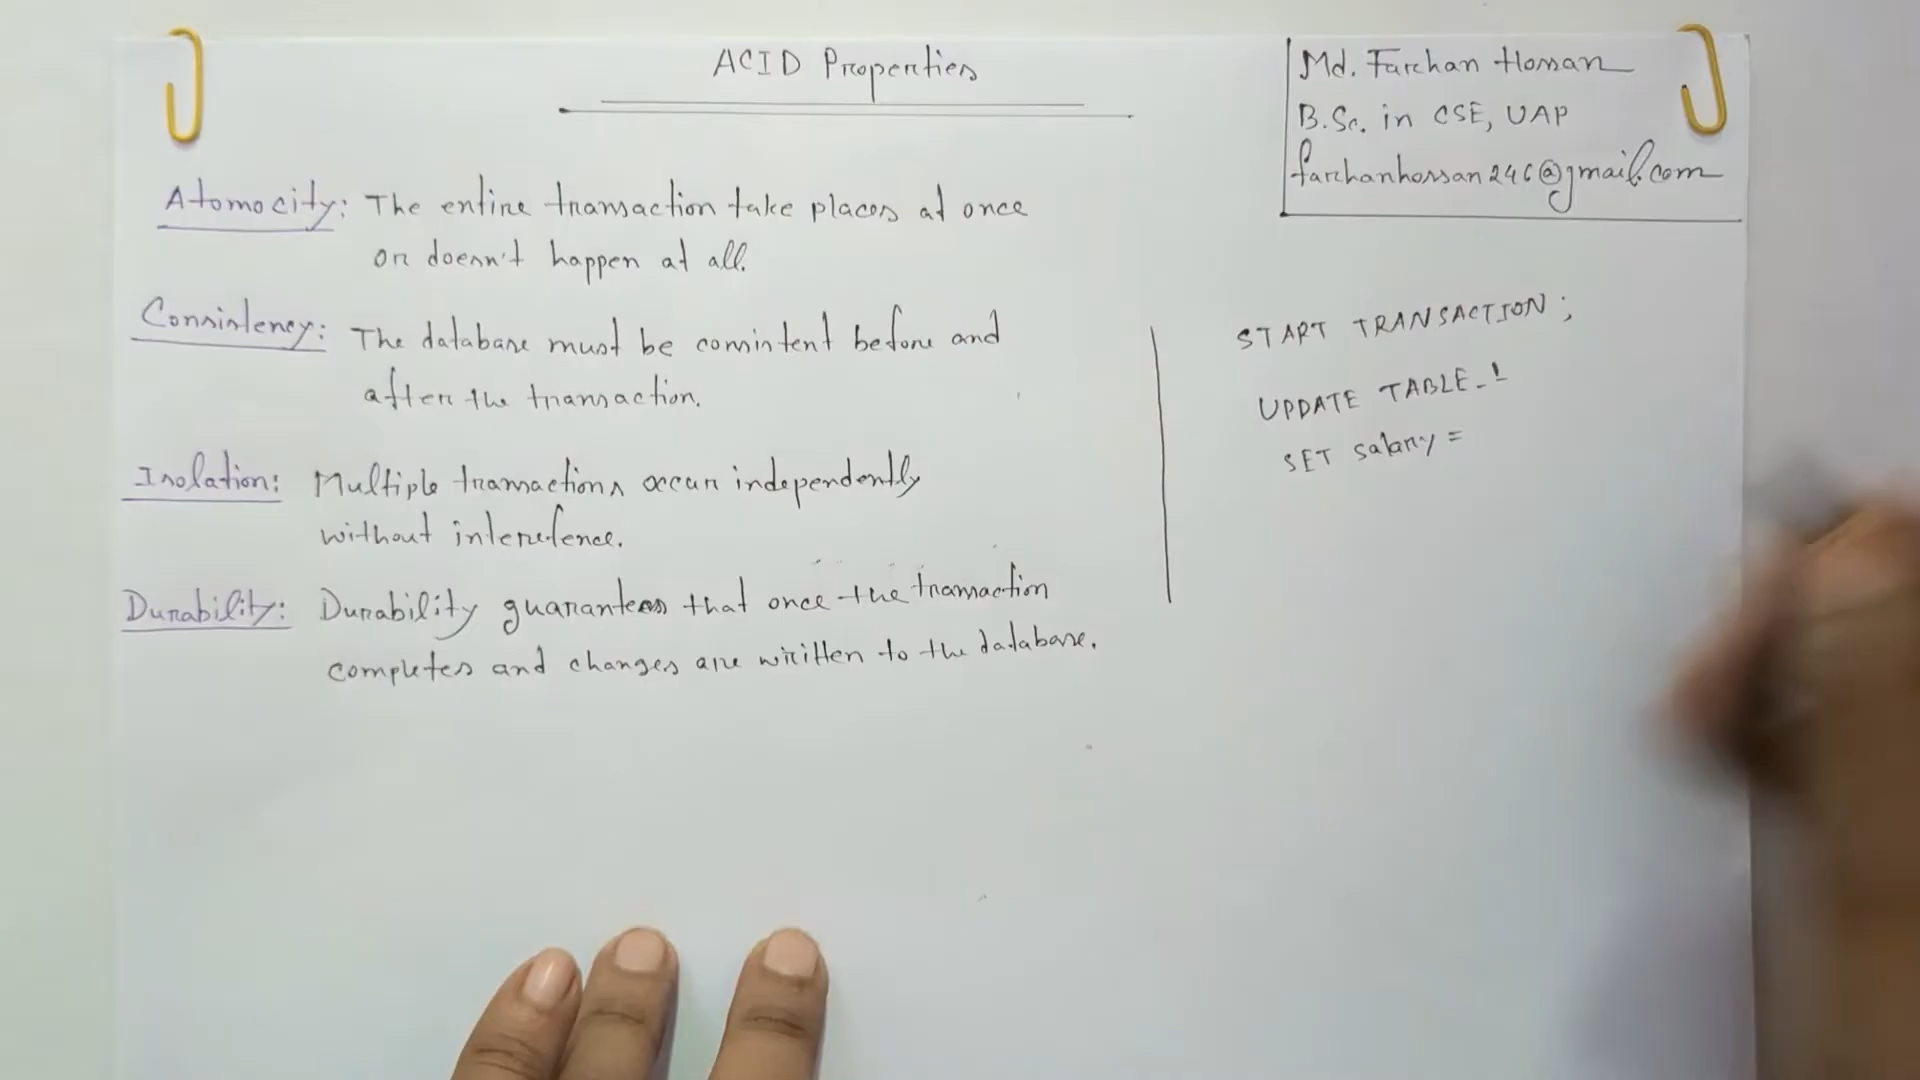 ACID Properties
Md. Farhan Hossan
B.Sc. in CSE, UAP
farhanhossan246@gmail.com
Atomocity: The entire transaction take places at once
or doesn't happen at all.
Consistency: The database must be consistent before and
after the transaction.
Isolation: Multiple transactions occur independently
without interefence.
Durability: Durability guarantees that once the transaction
completes and changes are written to the database.
START TRANSACTION;
UPDATE TABLE_1
SET salary =